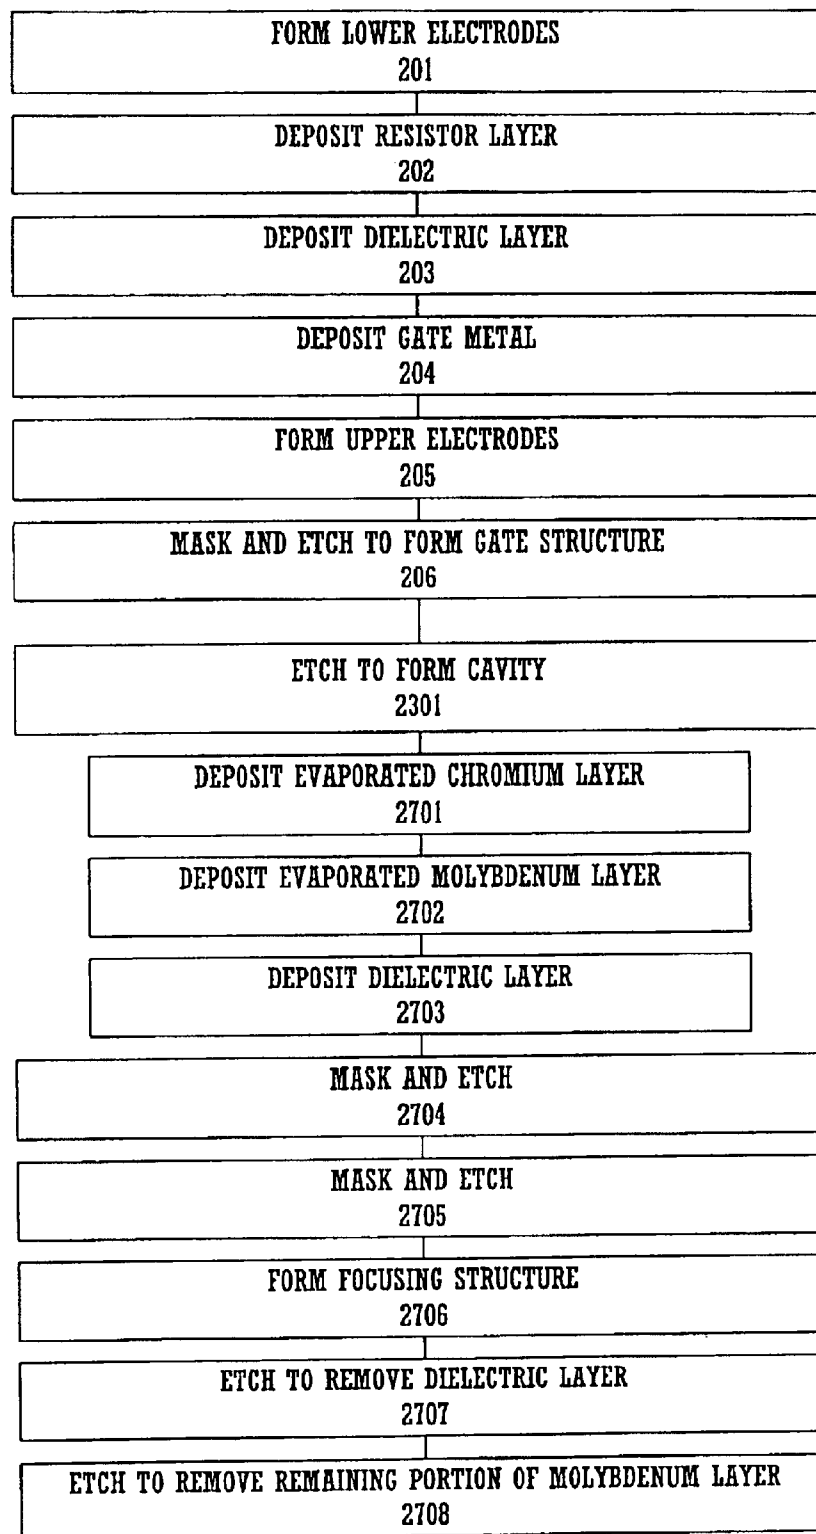 FORM LOWER ELECTRODES
201
DEPOSIT RESISTOR LAYER
202
DEPOSIT DIELECTRIC LAYER
203
DEPOSIT GATE METAL
204
FORM UPPER ELECTRODES
205
MASK AND ETCH TO FORM GATE STRUCTURE
206
ETCH TO FORM CAVITY
2301
DEPOSIT EVAPORATED CHROMIUM LAYER
2701
DEPOSIT EVAPORATED MOLYBDENUM LAYER
2702
DEPOSIT DIELECTRIC LAYER
2703
MASK AND ETCH
2704
MASK AND ETCH
2705
FORM FOCUSING STRUCTURE
2706
ETCH TO REMOVE DIELECTRIC LAYER
2707
ETCH TO REMOVE REMAINING PORTION OF MOLYBDENUM LAYER
2708